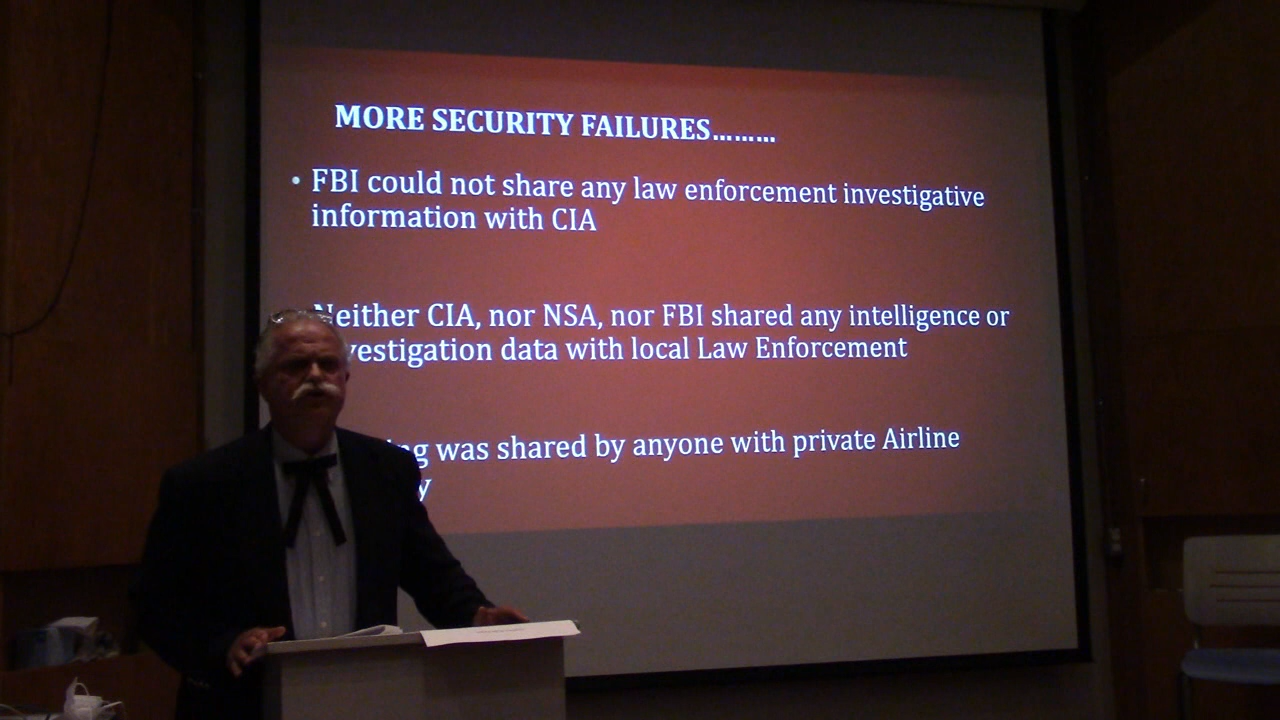 MORE SECURITY FAILURES.........
• FBI could not share any law enforcement investigative
information with CIA
Neither CIA, nor NSA, nor FBI shared any intelligence or
data with local Law Enforcement
was shared by anyone with private Airline